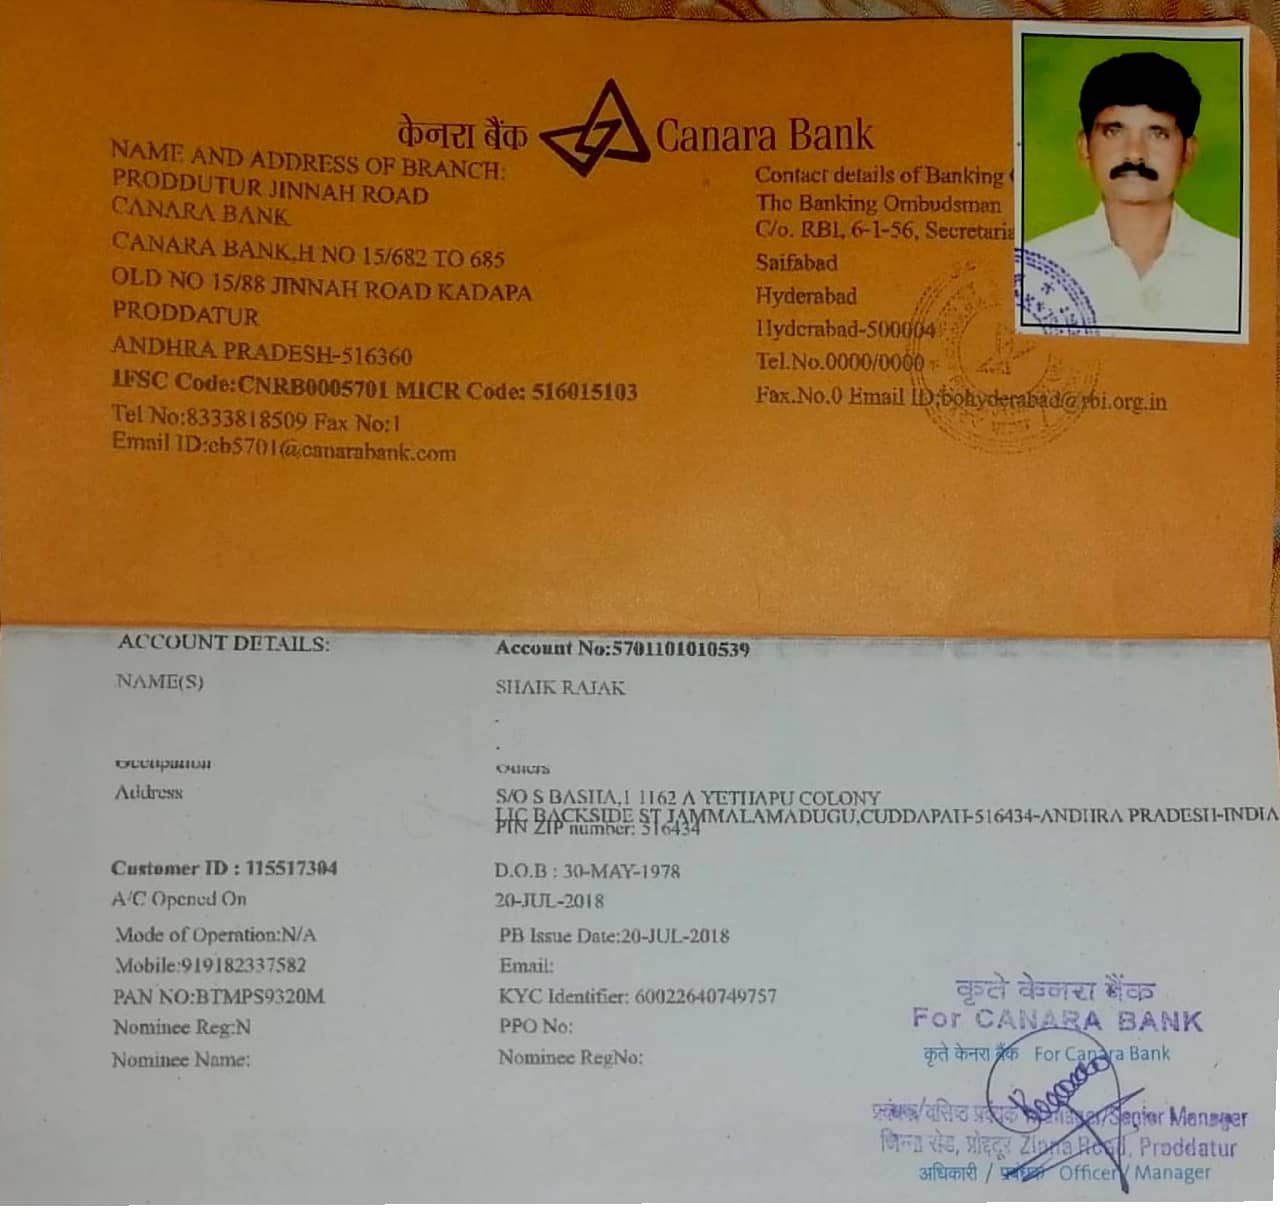 केनरा बैंक Canara Bank
NAME AND ADDRESS OF BRANCH:
PRODDUTUR JINNAH ROAD
CANARA BANK
CANARA BANK,H NO 15/682 TO 685
OLD NO 15/88 JINNAH ROAD KADAPA
PRODDATUR
ANDHRA PRADESH-516360
IFSC Code:CNRB0005701 MICR Code: 516015103
Tel No:8333818509 Fax No:1
Email ID:cb5701@canarabank.com
Contact details of Banking
The Banking Ombudsman
C/o. RBI, 6-1-56, Secretaria
Saifabad
Hyderabad
Hyderabad-500004
Tel.No.0000/0000
Fax.No.0 Email ID:bohyderabad@rbi.org.in
ACCOUNT DETAILS: Account No:5701101010539
NAME(S) SHAIK RAJAK
-
-
Occupation Others
Address S/O S BASHA,1 1162 A YETHAPU COLONY
LIC BACKSIDE ST JAMMALAMADUGU,CUDDAPAH-516434-ANDHRA PRADESH-INDIA
PIN ZIP number: 516434
Customer ID : 115517304 D.O.B : 30-MAY-1978
A/C Opened On 20-JUL-2018
Mode of Operation:N/A PB Issue Date:20-JUL-2018
Mobile:919182337582 Email:
PAN NO:BTMPS9320M KYC Identifier: 60022640749757
Nominee Reg:N PPO No:
Nominee Name: Nominee RegNo:
कृते केनरा बैंक
For CANARA BANK
कृते केनरा बैंक For Canara Bank
प्रबंधक/वरिष्ठ प्रबंधक Manager/Senior Manager
जिन्ना रोड, प्रोद्दटूर Zinna Road, Proddatur
अधिकारी / प्रबंधक Officer / Manager